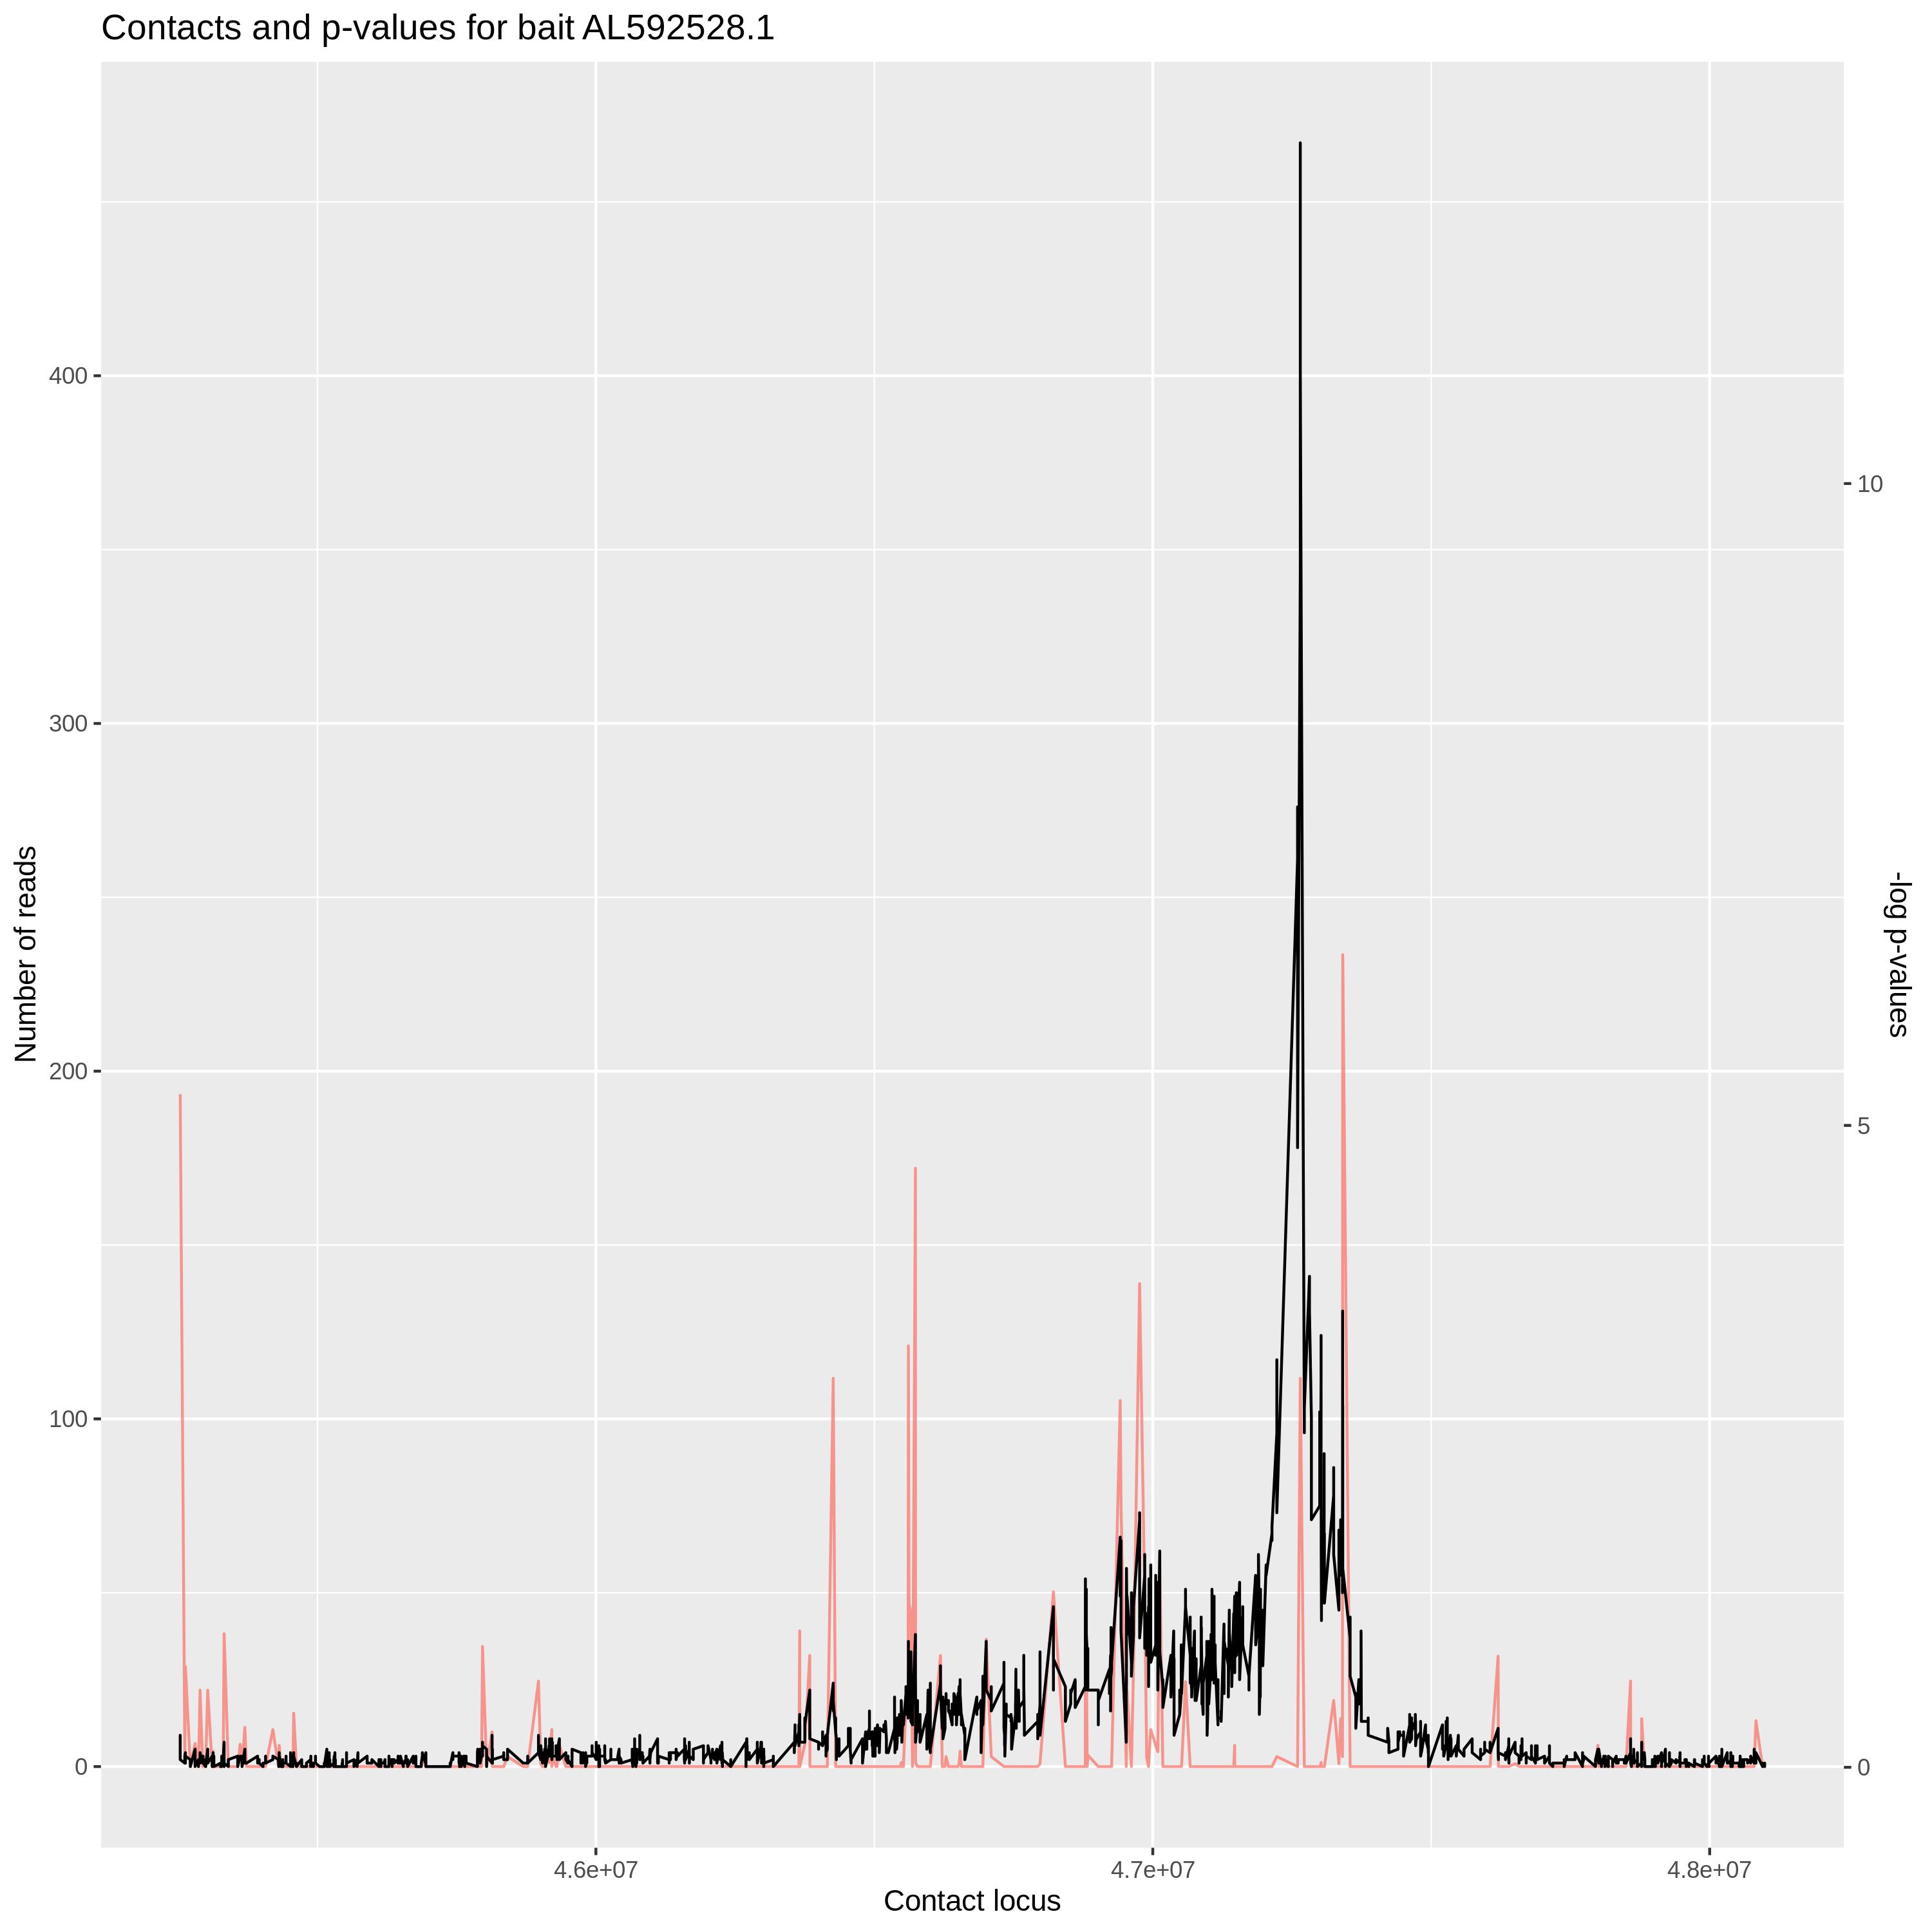 Contacts and p-values for bait AL592528.1
Number of reads
400
300
200
100
0
10
5
0
-log p-values
4.6e+07
4.7e+07
4.8e+07
Contact locus